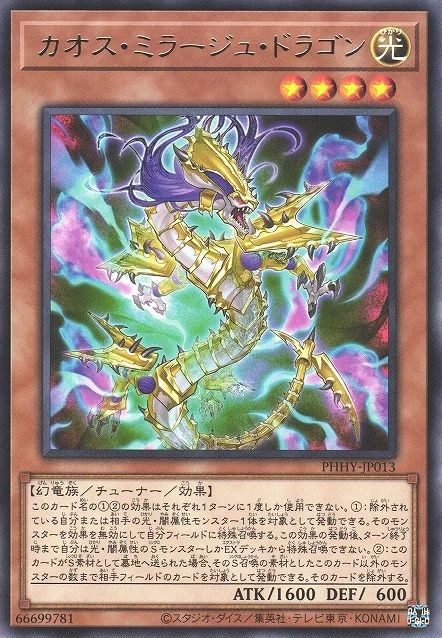 カオス・ミラージュ・ドラゴン
光
PHHY-JP013
【幻竜族／チューナー／効果】
このカード名の①②の効果はそれぞれ１ターンに１度しか使用できない。①：除外され
ている自分または相手の光・闇属性モンスター１体を対象として発動できる。そのモンス
ターを効果を無効にして自分フィールドに特殊召喚する。この効果の発動後、ターン終了
時まで自分は光・闇属性のＳモンスターしかEXデッキから特殊召喚できない。②：この
カードがＳ素材として墓地へ送られた場合、そのＳ召喚の素材としたこのカード以外のモン
スターの数まで相手フィールドのカードを対象として発動できる。そのカードを除外する。
ATK/1600 DEF/ 600
66699781
©スタジオ・ダイス／集英社・テレビ東京・KONAMI